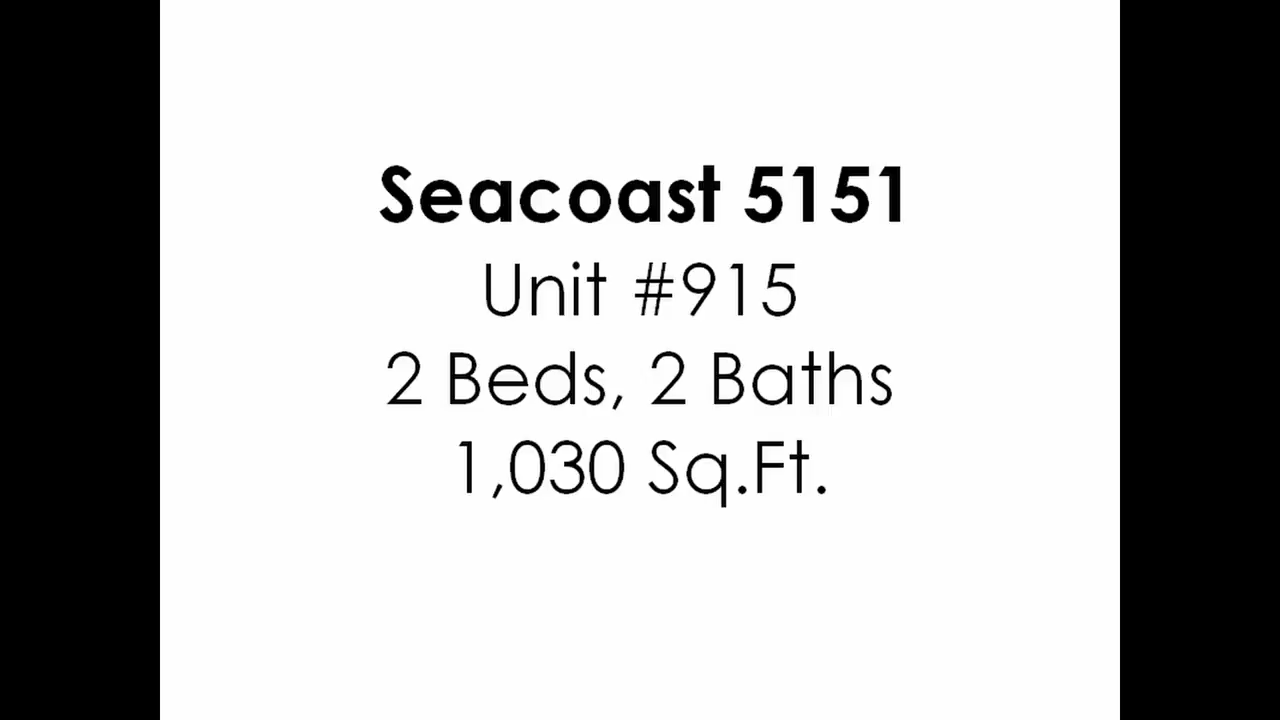 Seacoast 5151
Unit #915
2 Beds, 2 Baths
1,030 Sq.Ft.